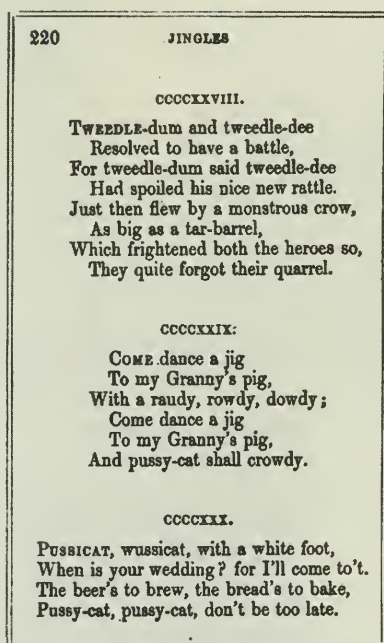 220 JINGLES
CCCCXXVIII.
TWEEDLE-dum and tweedle-dee
Resolved to have a battle,
For tweedle-dum said tweedle-dee
Had spoiled his nice new rattle.
Just then flew by a monstrous crow,
As big as a tar-barrel,
Which frightened both the heroes so,
They quite forgot their quarrel.
CCCCXXIX:
COME dance a jig
To my Granny's pig,
With a raudy, rowdy, dowdy;
Come dance a jig
To my Granny's pig,
And pussy-cat shall crowdy.
CCCCXXX.
PUSSICAT, wussicat, with a white foot,
When is your wedding? for I'll come to't.
The beer's to brew, the bread's to bake,
Pussy-cat, pussy-cat, don't be too late.